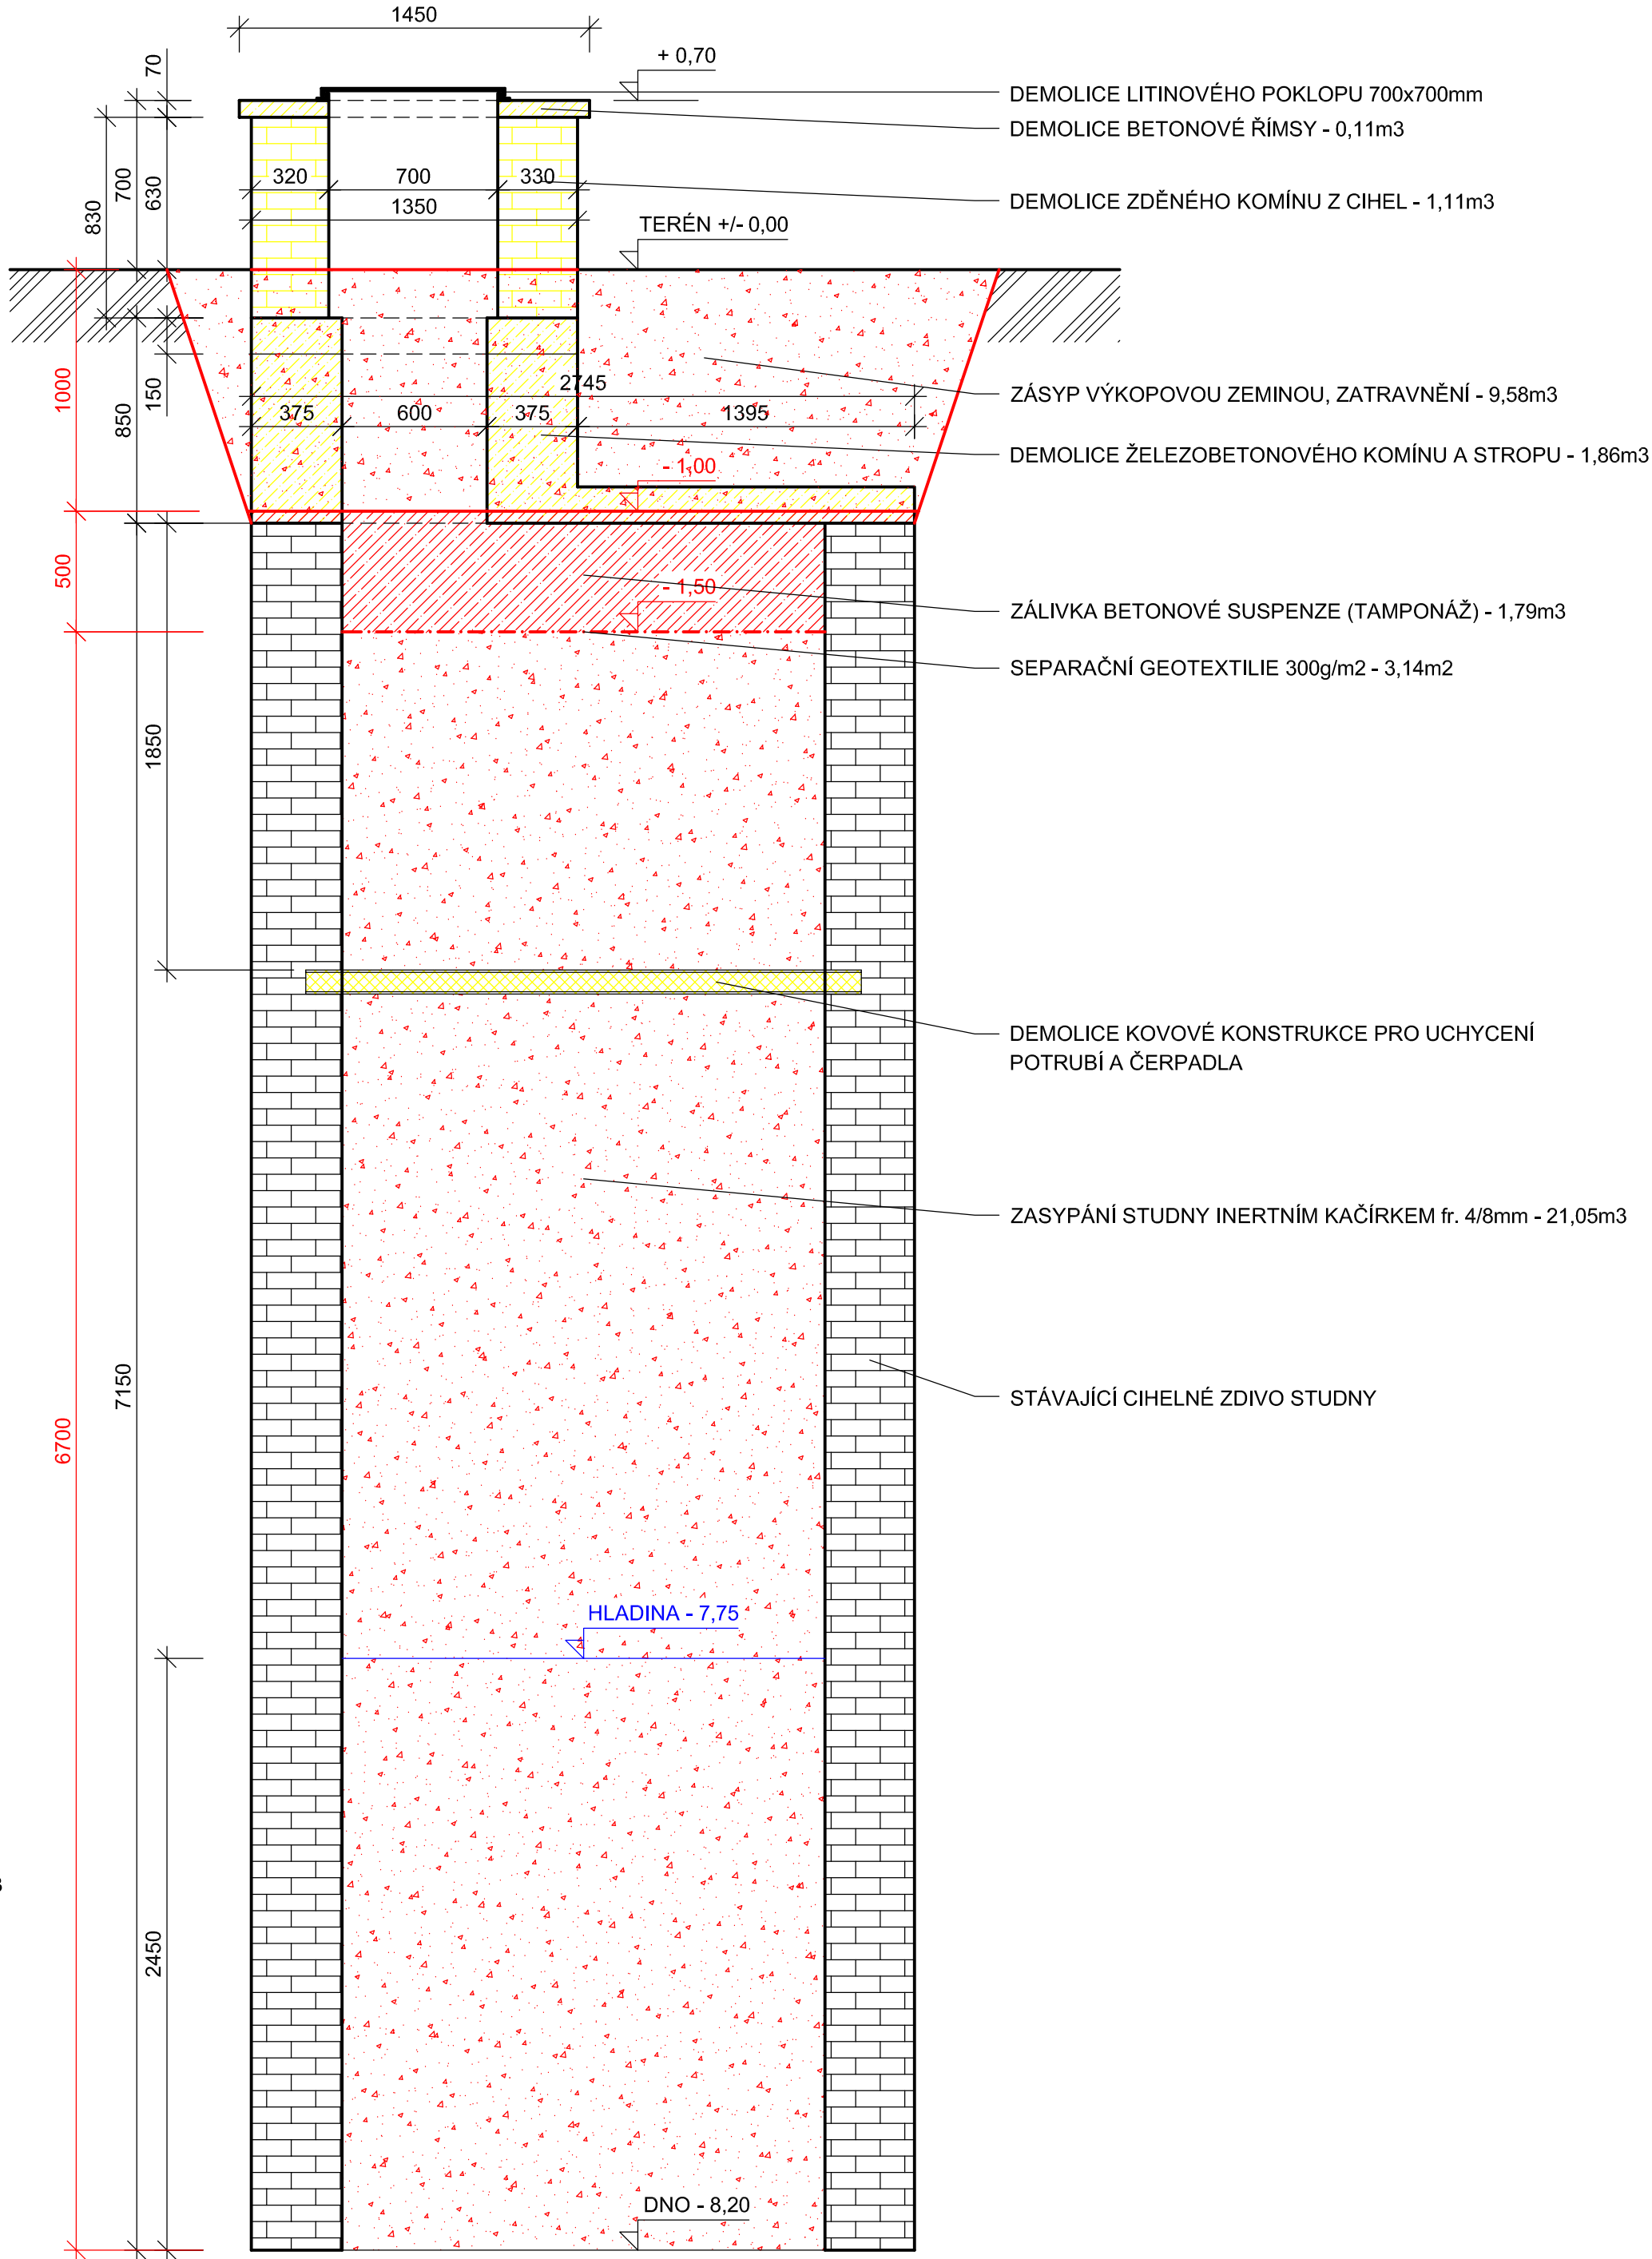 1450
+ 0,70
70
DEMOLICE LITINOVÉHO POKLOPU 700x700mm
DEMOLICE BETONOVÉ ŘÍMSY - 0,11m3
830
700
630
320
700
330
DEMOLICE ZDĚNÉHO KOMÍNU Z CIHEL - 1,11m3
1350
TERÉN +/- 0,00
1000
850
150
2745
ZÁSYP VÝKOPOVOU ZEMINOU, ZATRAVNĚNÍ - 9,58m3
375
600
375
1395
DEMOLICE ŽELEZOBETONOVÉHO KOMÍNU A STROPU - 1,86m3
- 1,00
500
- 1,50
ZÁLIVKA BETONOVÉ SUSPENZE (TAMPONÁŽ) - 1,79m3
SEPARAČNÍ GEOTEXTILIE 300g/m2 - 3,14m2
1850
DEMOLICE KOVOVÉ KONSTRUKCE PRO UCHYCENÍ
POTRUBÍ A ČERPADLA
ZASYPÁNÍ STUDNY INERTNÍM KAČÍRKEM fr. 4/8mm - 21,05m3
7150
STÁVAJÍCÍ CIHELNÉ ZDIVO STUDNY
6700
HLADINA - 7,75
2450
DNO - 8,20